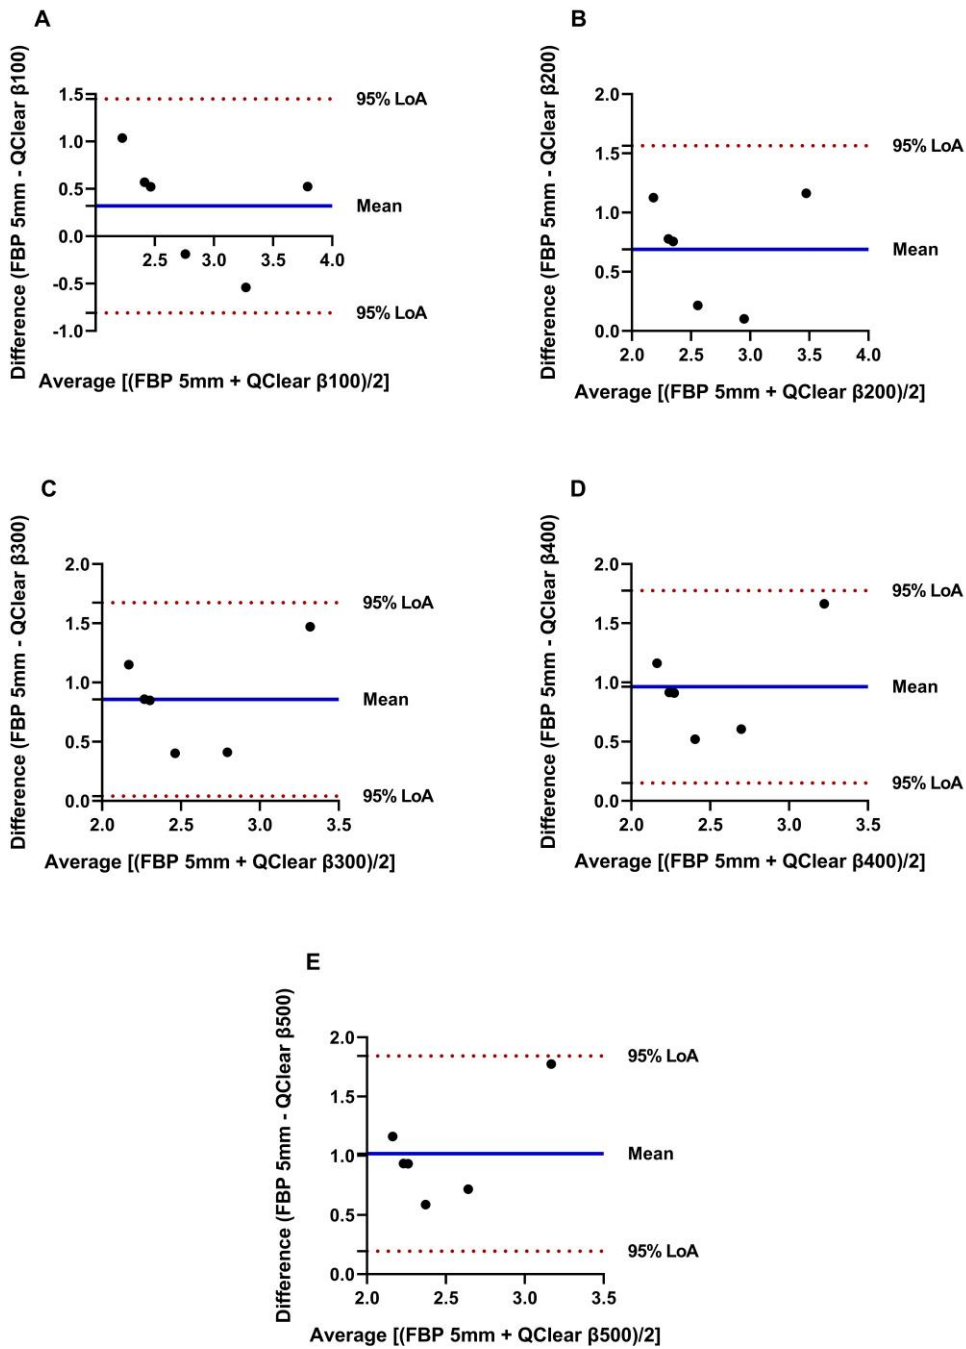 A
Difference (FBP 5mm - QClear β100)
1.5
1.0
0.5
0.0
-0.5
-1.0
2.5 3.0 3.5 4.0
95% LoA
Mean
95% LoA
Average [(FBP 5mm + QClear β100)/2]
B
Difference (FBP 5mm - QClear β200)
2.0
1.5
1.0
0.5
0.0
2.0 2.5 3.0 3.5 4.0
95% LoA
Mean
Average [(FBP 5mm + QClear β200)/2]
C
Difference (FBP 5mm - QClear β300)
2.0
1.5
1.0
0.5
0.0
2.0 2.5 3.0 3.5
95% LoA
Mean
95% LoA
Average [(FBP 5mm + QClear β300)/2]
D
Difference (FBP 5mm - QClear β400)
2.0
1.5
1.0
0.5
0.0
2.0 2.5 3.0 3.5
95% LoA
Mean
95% LoA
Average [(FBP 5mm + QClear β400)/2]
E
Difference (FBP 5mm - QClear β500)
2.0
1.5
1.0
0.5
0.0
2.0 2.5 3.0 3.5
95% LoA
Mean
95% LoA
Average [(FBP 5mm + QClear β500)/2]